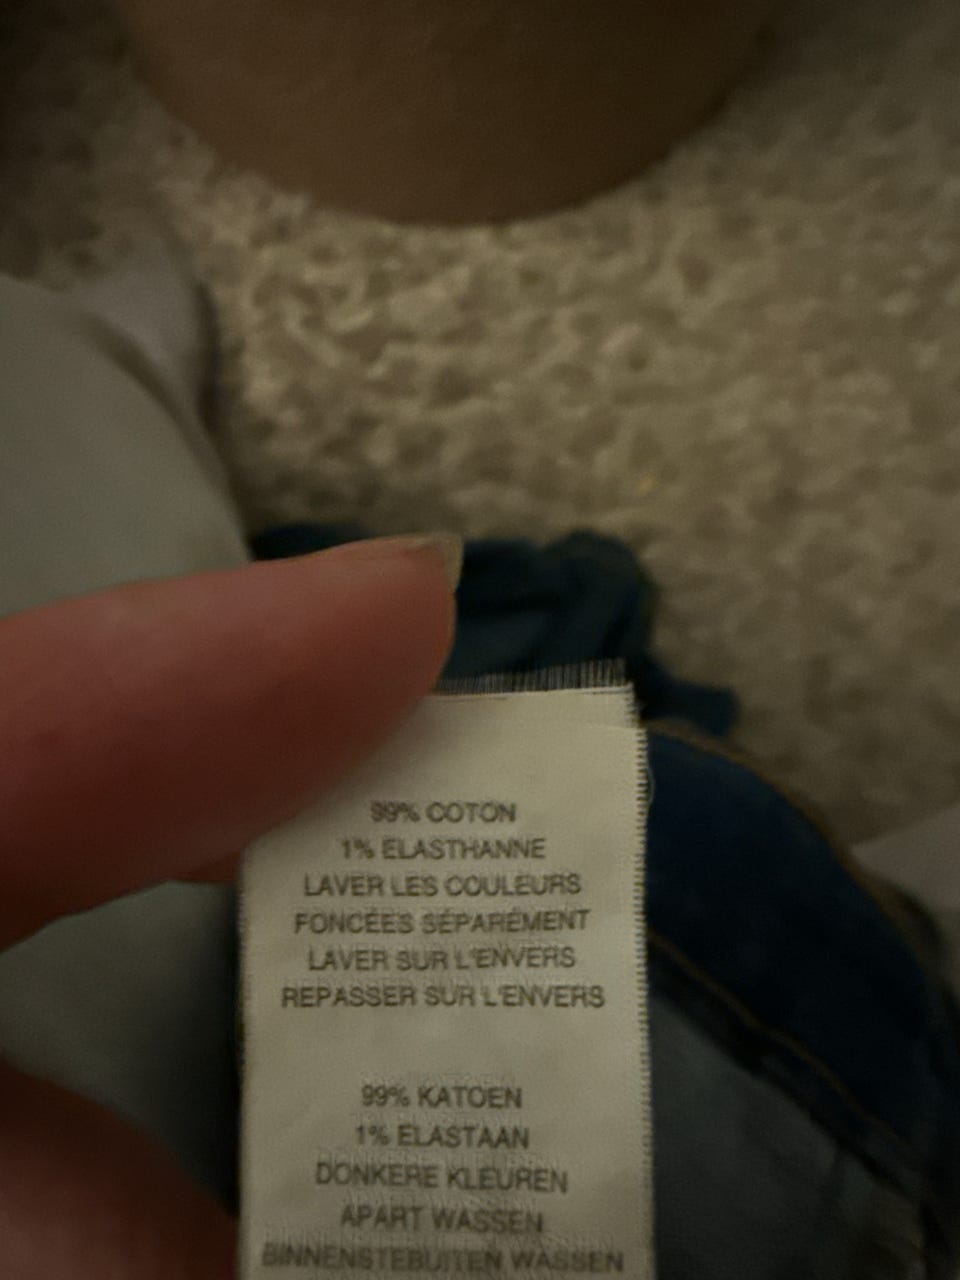 99% COTON
1% ELASTHANNE
LAVER LES COULEURS
FONCÉES SÉPARÉMENT
LAVER SUR L'ENVERS
REPASSER SUR L'ENVERS
99% KATOEN
1% ELASTAAN
DONKERE KLEUREN
APART WASSEN
BINNENSTEBUITEN WASSEN